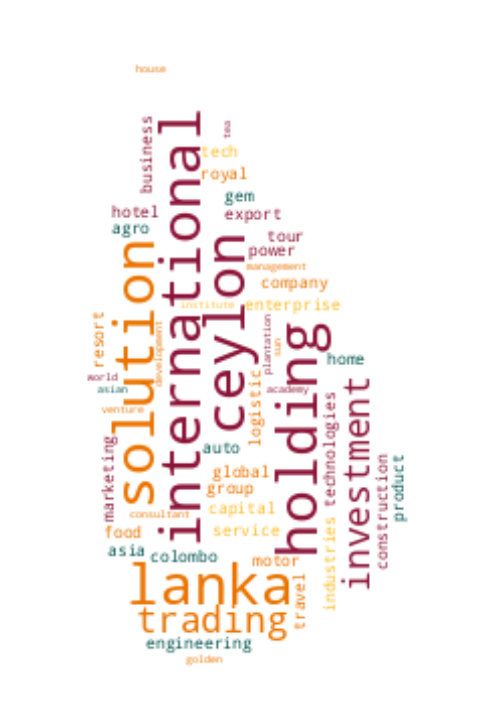 house
business
international
tea
tech
royal
gem
hotel
export
agro
tour
solution
ceylon
power
management
company
institute
enterprise
resort
development
plantation
sun
holding
home
world
asian
academy
logistic
investment
venture
technologies
marketing
auto
construction
product
global
group
capital
consultant
food
service
industries
asia
colombo
motor
lanka
travel
trading
engineering
golden